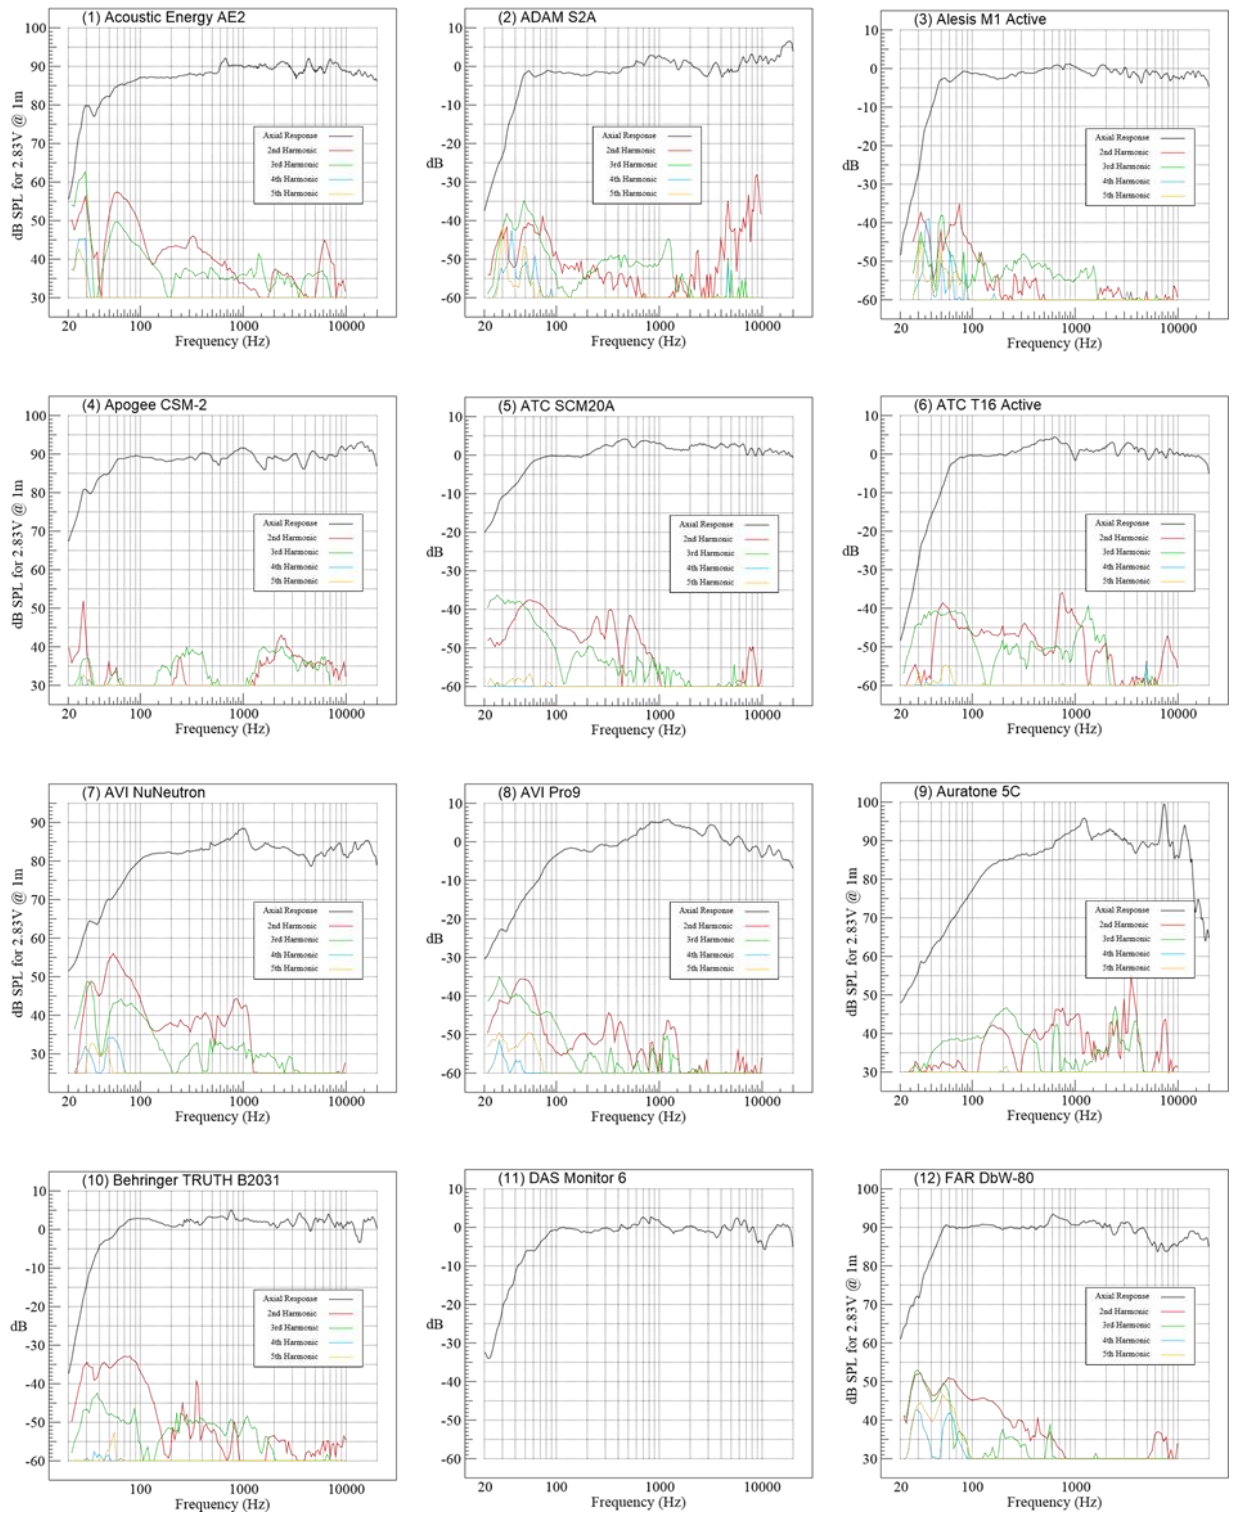 (1) Acoustic Energy AE2
100
90
80
70
60
50
40
30
dB SPL for 2.83V @ 1m
Axial Response
2nd Harmonic
3rd Harmonic
4th Harmonic
5th Harmonic
20 100 1000 10000
Frequency (Hz)
(2) ADAM S2A
10
0
-10
-20
-30
-40
-50
-60
dB
Axial Response
2nd Harmonic
3rd Harmonic
4th Harmonic
5th Harmonic
20 100 1000 10000
Frequency (Hz)
(3) Alesis M1 Active
10
0
-10
-20
-30
-40
-50
-60
dB
Axial Response
2nd Harmonic
3rd Harmonic
4th Harmonic
5th Harmonic
20 100 1000 10000
Frequency (Hz)
(4) Apogee CSM-2
100
90
80
70
60
50
40
30
dB SPL for 2.83V @ 1m
Axial Response
2nd Harmonic
3rd Harmonic
4th Harmonic
5th Harmonic
20 100 1000 10000
Frequency (Hz)
(5) ATC SCM20A
10
0
-10
-20
-30
-40
-50
-60
dB
Axial Response
2nd Harmonic
3rd Harmonic
4th Harmonic
5th Harmonic
20 100 1000 10000
Frequency (Hz)
(6) ATC T16 Active
10
0
-10
-20
-30
-40
-50
-60
dB
Axial Response
2nd Harmonic
3rd Harmonic
4th Harmonic
5th Harmonic
20 100 1000 10000
Frequency (Hz)
(7) AVI NuNeutron
90
80
70
60
50
40
30
dB SPL for 2.83V @ 1m
Axial Response
2nd Harmonic
3rd Harmonic
4th Harmonic
5th Harmonic
20 100 1000 10000
Frequency (Hz)
(8) AVI Pro9
10
0
-10
-20
-30
-40
-50
-60
dB
Axial Response
2nd Harmonic
3rd Harmonic
4th Harmonic
5th Harmonic
20 100 1000 10000
Frequency (Hz)
(9) Auratone 5C
100
90
80
70
60
50
40
30
dB SPL for 2.83V @ 1m
Axial Response
2nd Harmonic
3rd Harmonic
4th Harmonic
5th Harmonic
20 100 1000 10000
Frequency (Hz)
(10) Behringer TRUTH B2031
10
0
-10
-20
-30
-40
-50
-60
dB
Axial Response
2nd Harmonic
3rd Harmonic
4th Harmonic
5th Harmonic
20 100 1000 10000
Frequency (Hz)
(11) DAS Monitor 6
10
0
-10
-20
-30
-40
-50
-60
dB
20 100 1000 10000
Frequency (Hz)
(12) FAR DbW-80
100
90
80
70
60
50
40
30
dB SPL for 2.83V @ 1m
Axial Response
2nd Harmonic
3rd Harmonic
4th Harmonic
5th Harmonic
20 100 1000 10000
Frequency (Hz)